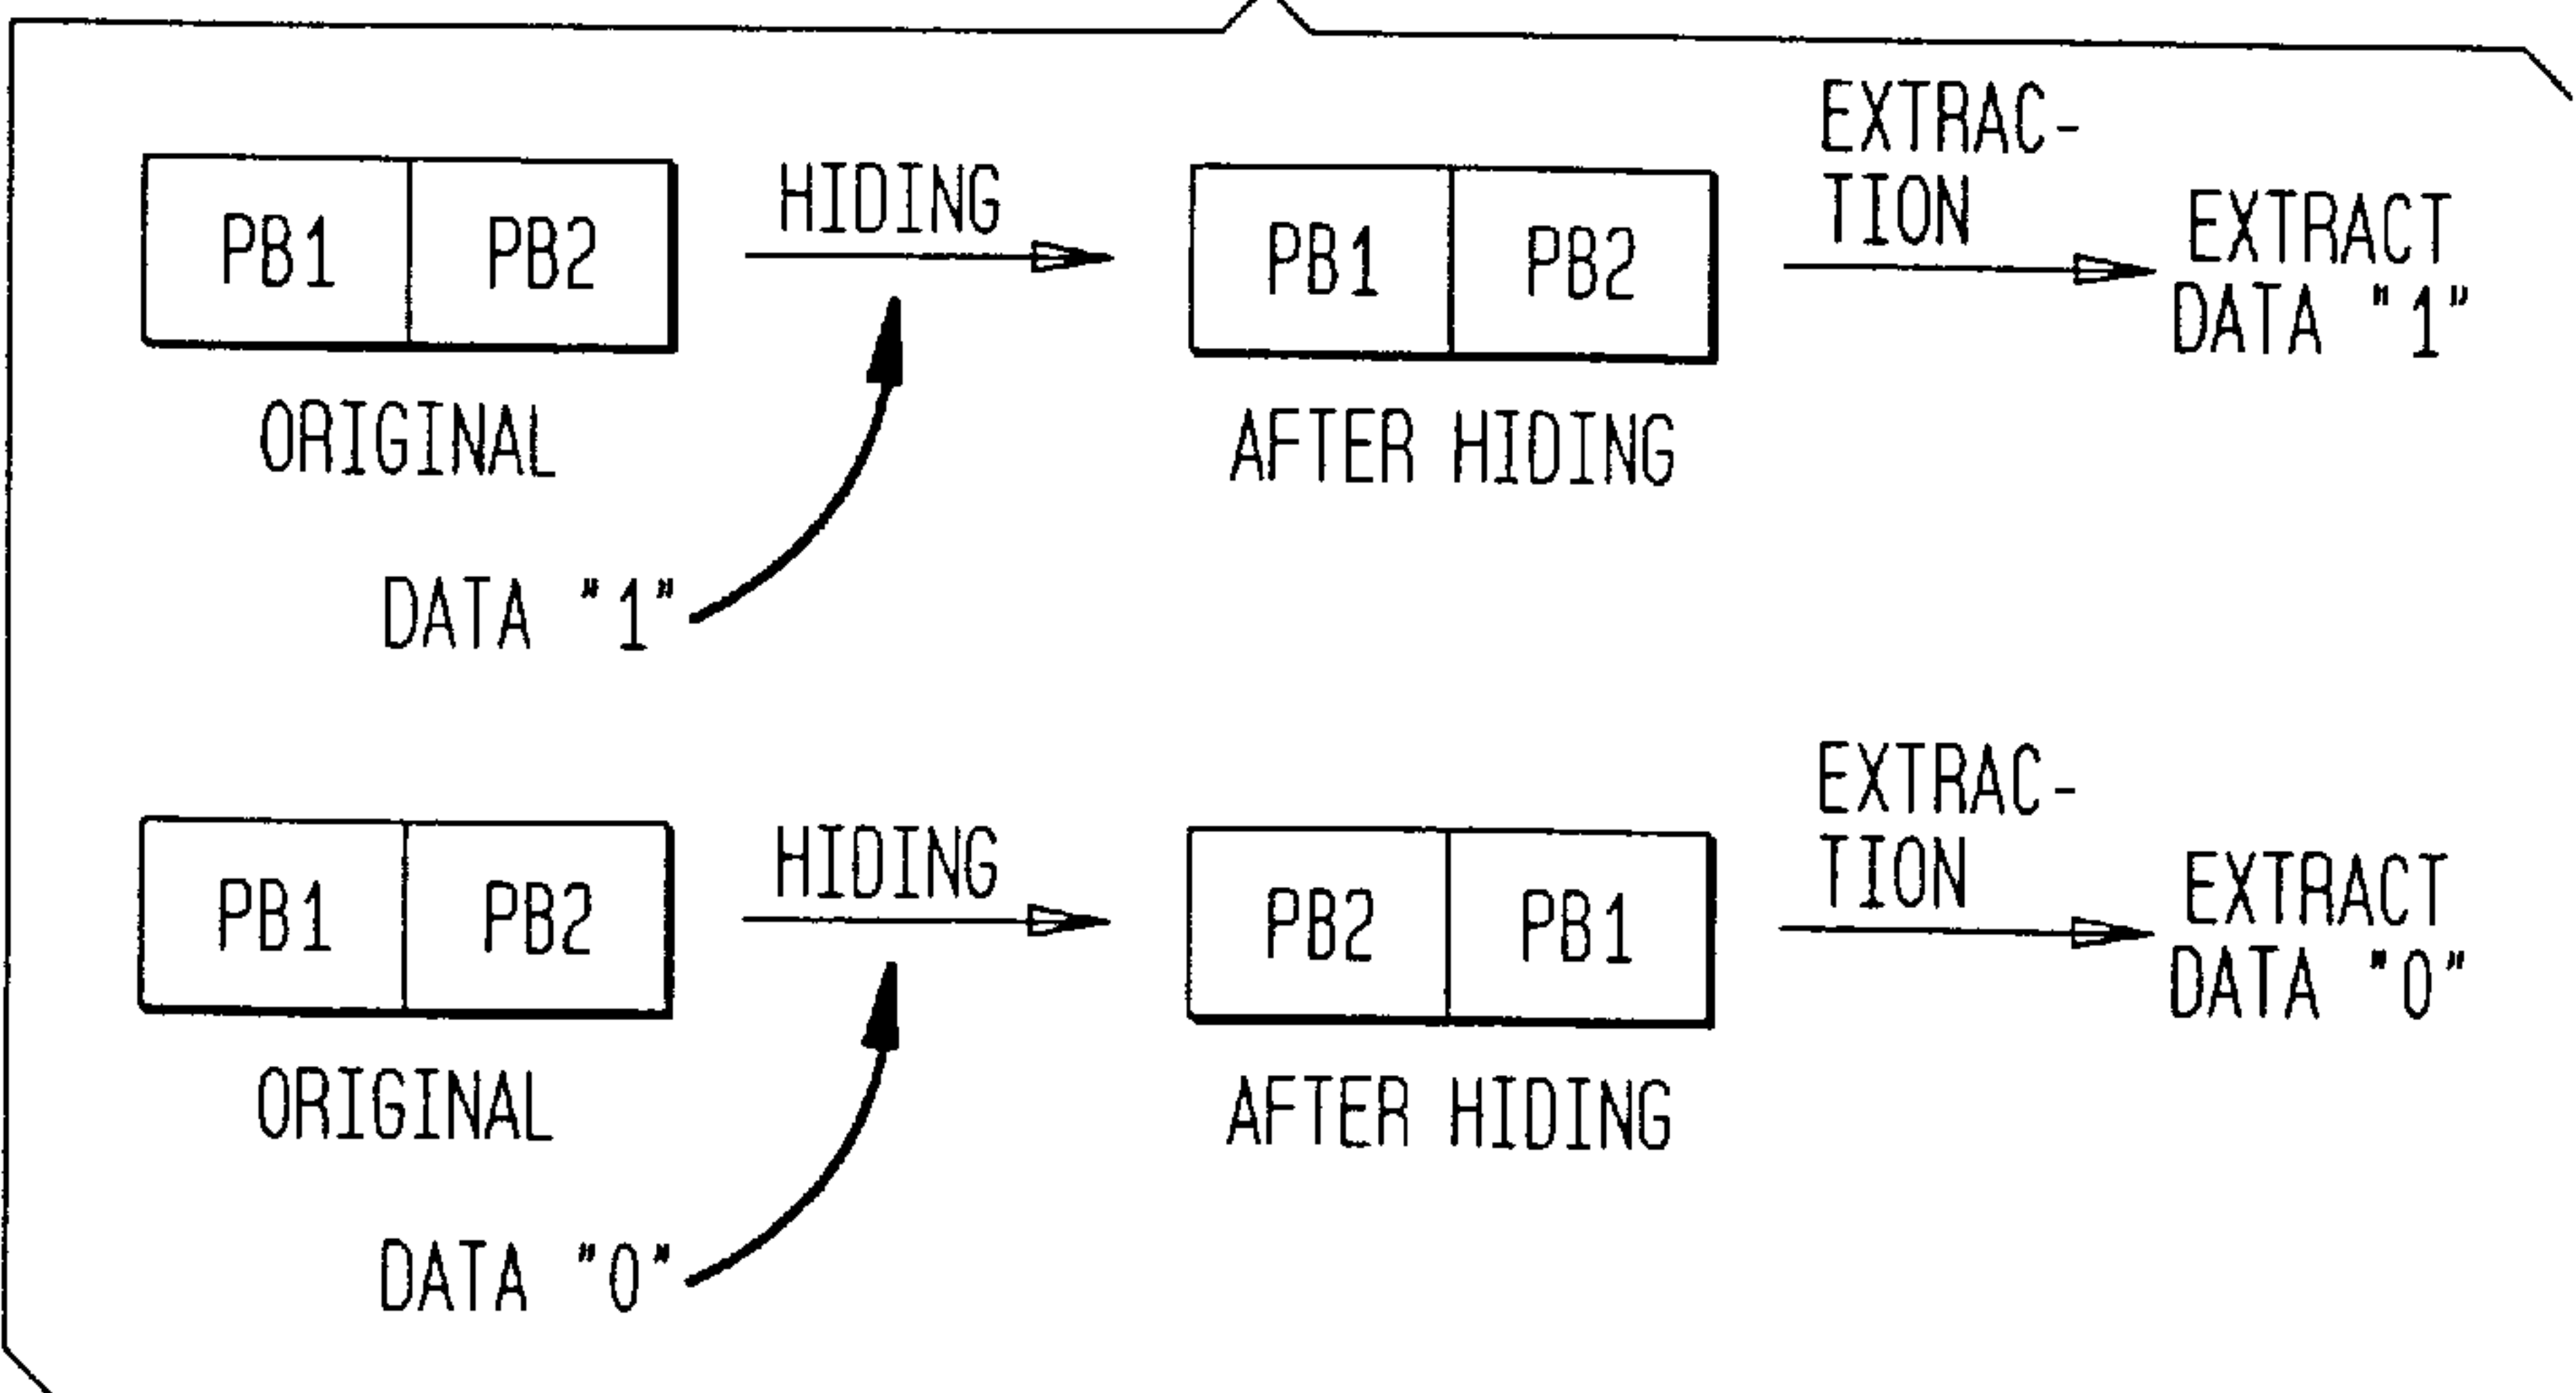 PB1 PB2
HIDING
PB1 PB2
EXTRAC-
TION
EXTRACT
DATA "1"
ORIGINAL
AFTER HIDING
DATA "1"
PB1 PB2
HIDING
PB2 PB1
EXTRAC-
TION
EXTRACT
DATA "0"
ORIGINAL
AFTER HIDING
DATA "0"